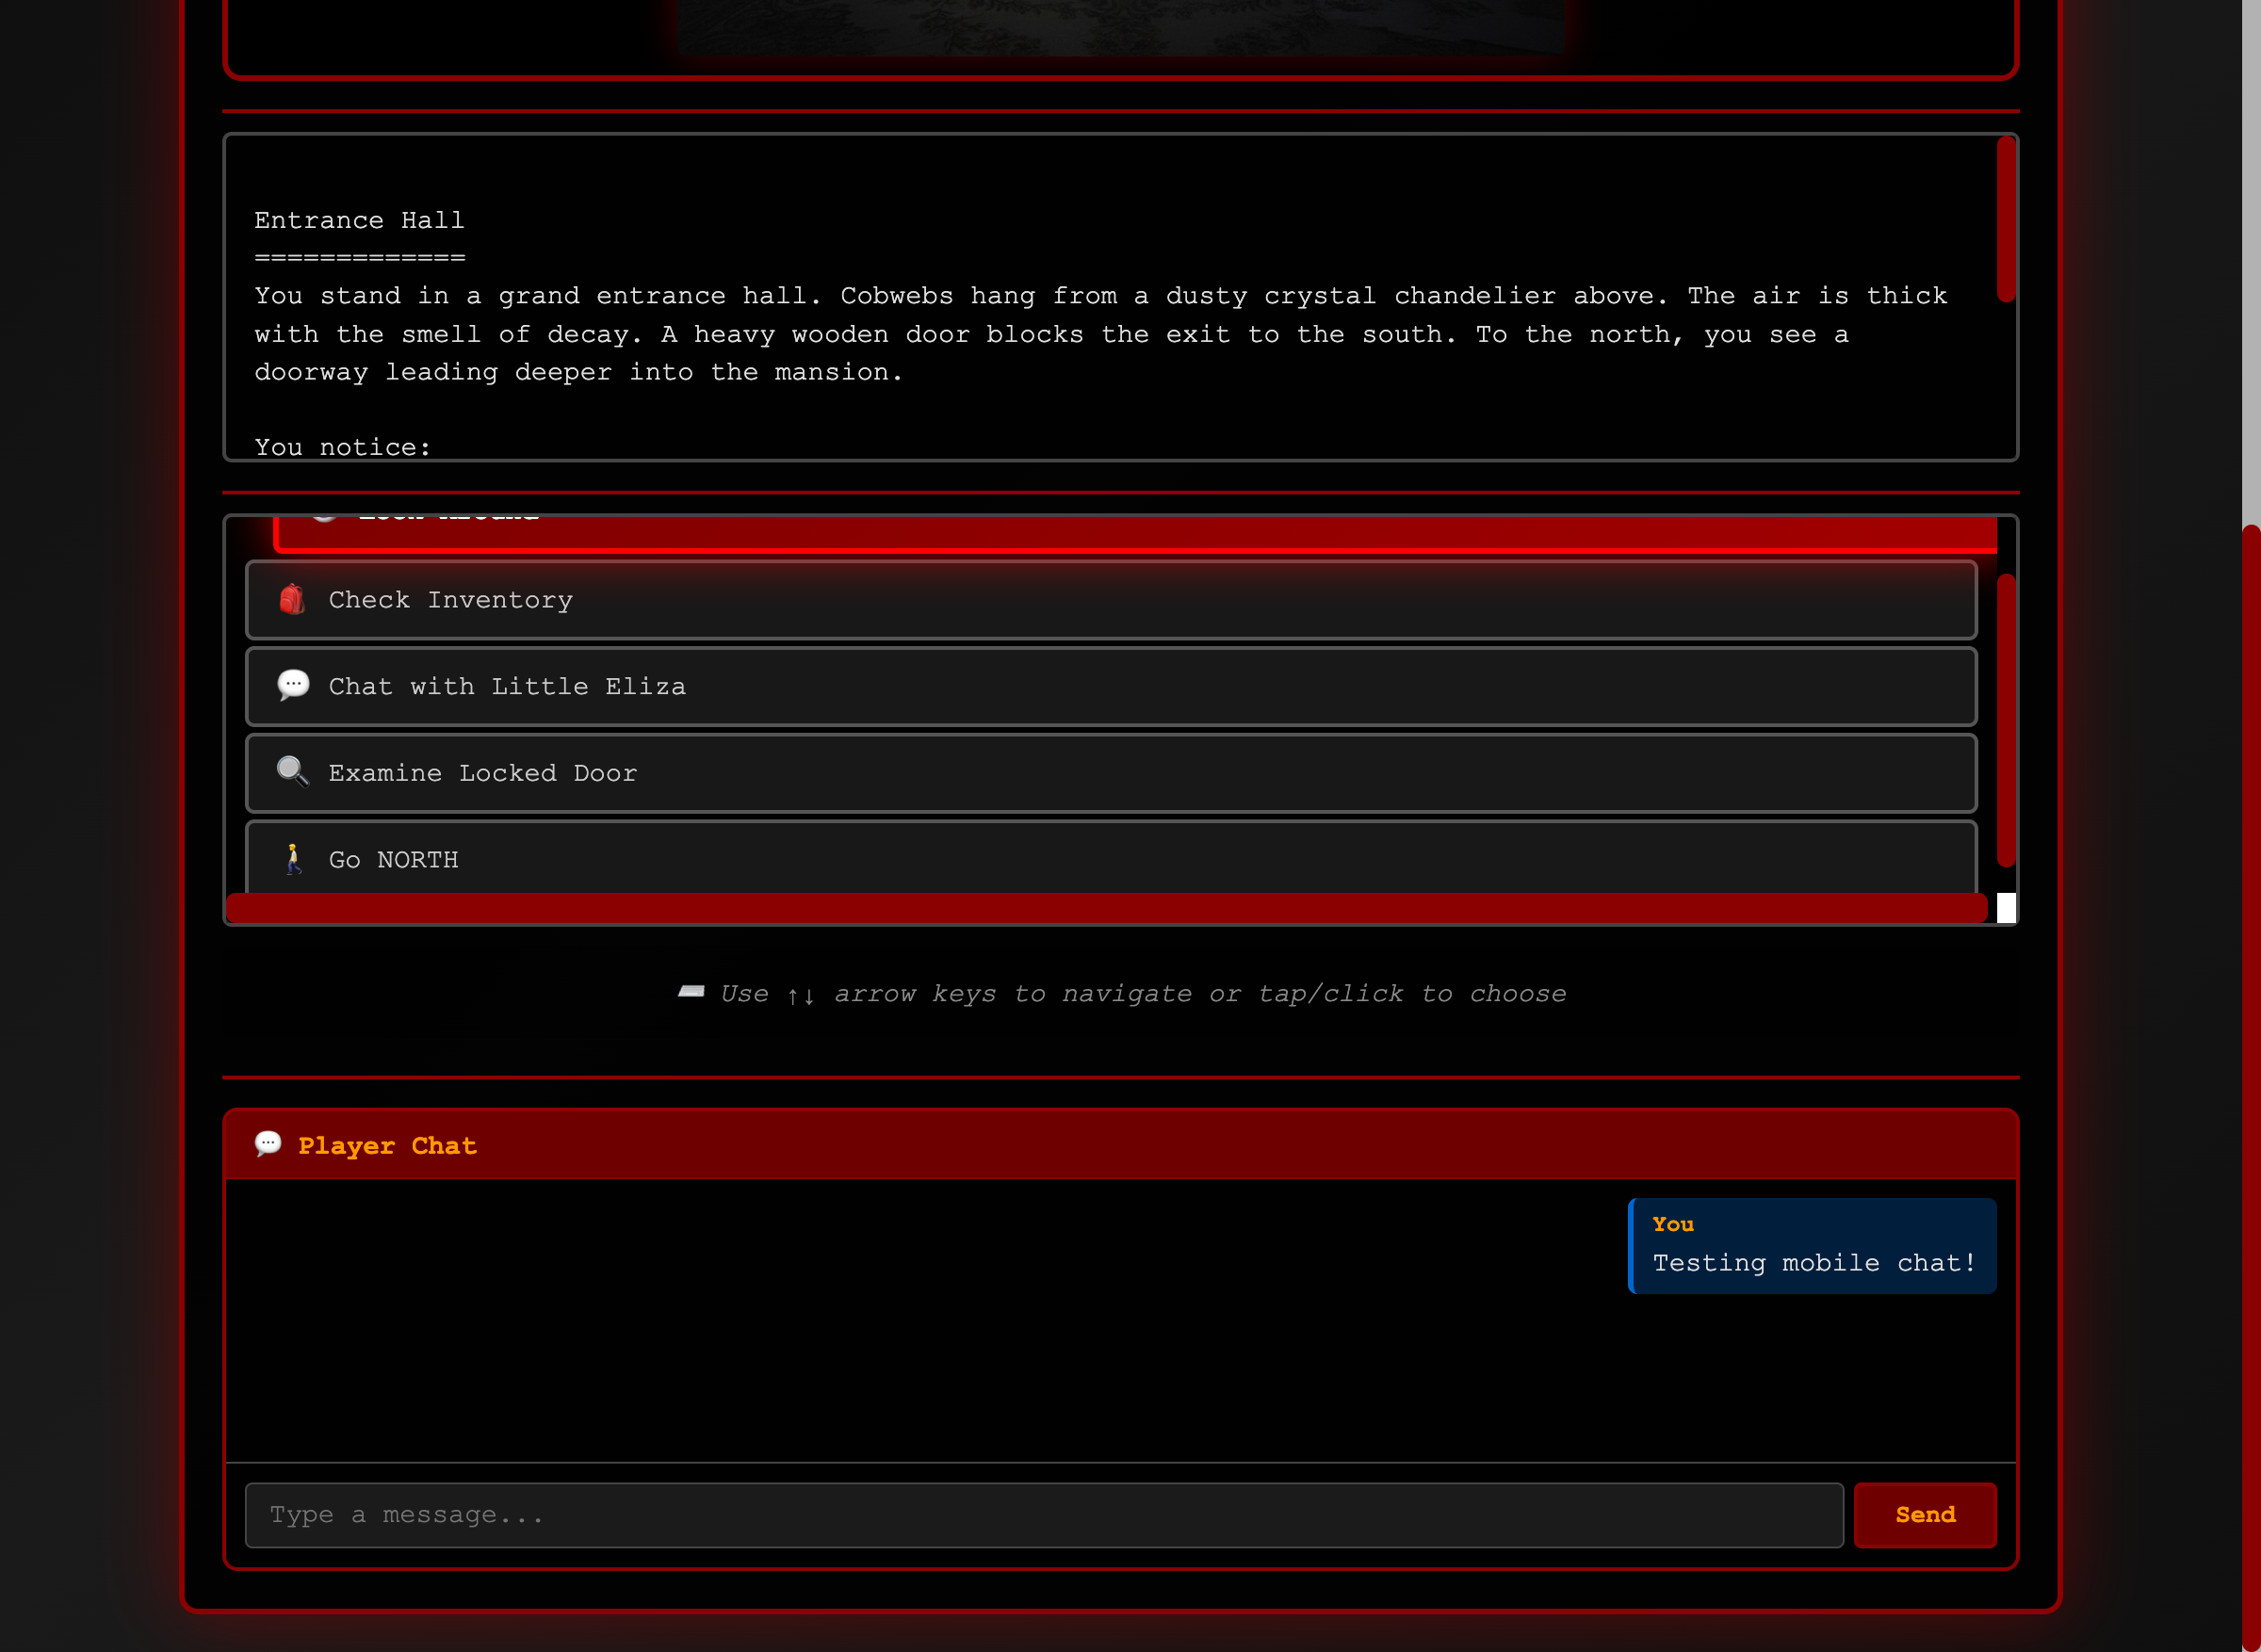 Entrance Hall
=============
You stand in a grand entrance hall. Cobwebs hang from a dusty crystal chandelier above. The air is thick
with the smell of decay. A heavy wooden door blocks the exit to the south. To the north, you see a
doorway leading deeper into the mansion.
You notice:
Look Around
Check Inventory
Chat with Little Eliza
Examine Locked Door
Go NORTH
Use ↑↓ arrow keys to navigate or tap/click to choose
Player Chat
You
Testing mobile chat!
Type a message...
Send